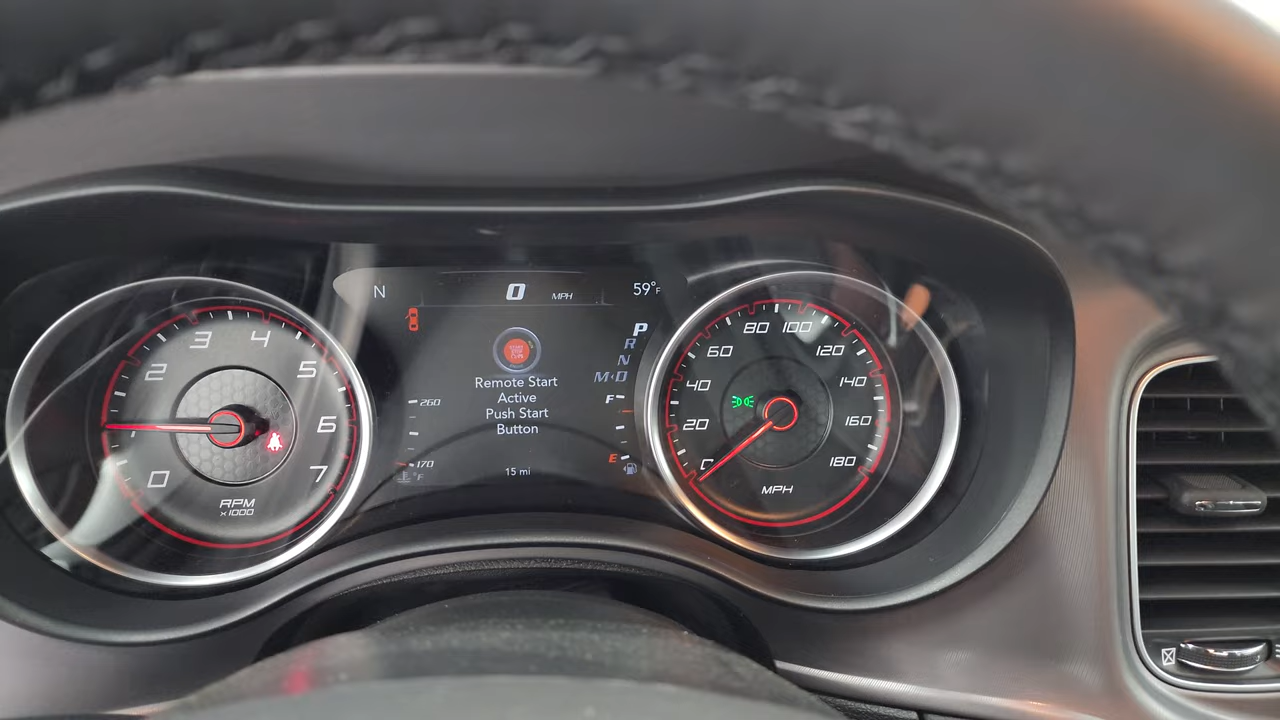 N
0 MPH
59°F
P
R
N
M
D
Remote Start
Active
Push Start
Button
15 mi
260
170
°F
F
E
0
1
2
3
4
5
6
7
RPM
x1000
0
20
40
60
80
100
120
140
160
180
MPH